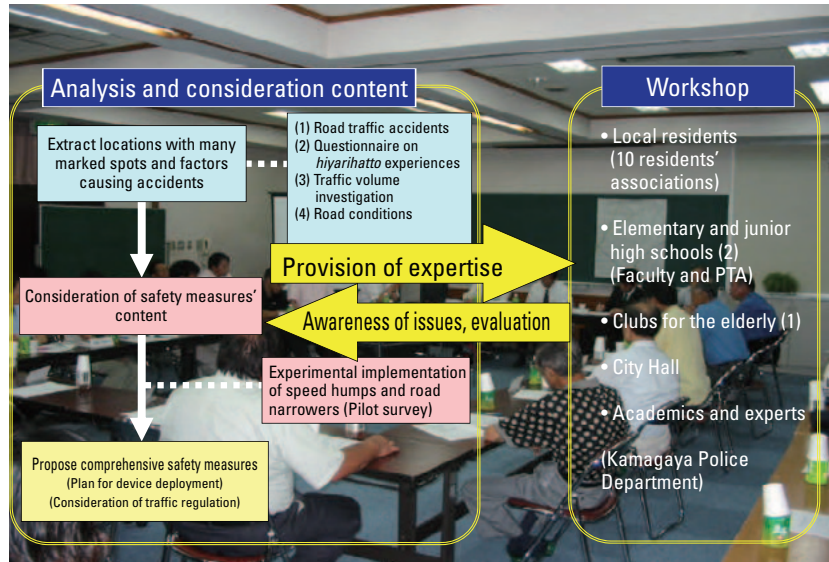 Analysis and consideration content
Extract locations with many
marked spots and factors
causing accidents
(1) Road traffic accidents
(2) Questionnaire on
hiyarihatto experiences
(3) Traffic volume
investigation
(4) Road conditions
Provision of expertise
Consideration of safety measures'
content
Awareness of issues, evaluation
Experimental implementation
of speed humps and road
narrowers (Pilot survey)
Propose comprehensive safety measures
(Plan for device deployment)
(Consideration of traffic regulation)
Workshop
• Local residents
(10 residents'
associations)
• Elementary and junior
high schools (2)
(Faculty and PTA)
• Clubs for the elderly (1)
• City Hall
• Academics and experts
(Kamagaya Police
Department)